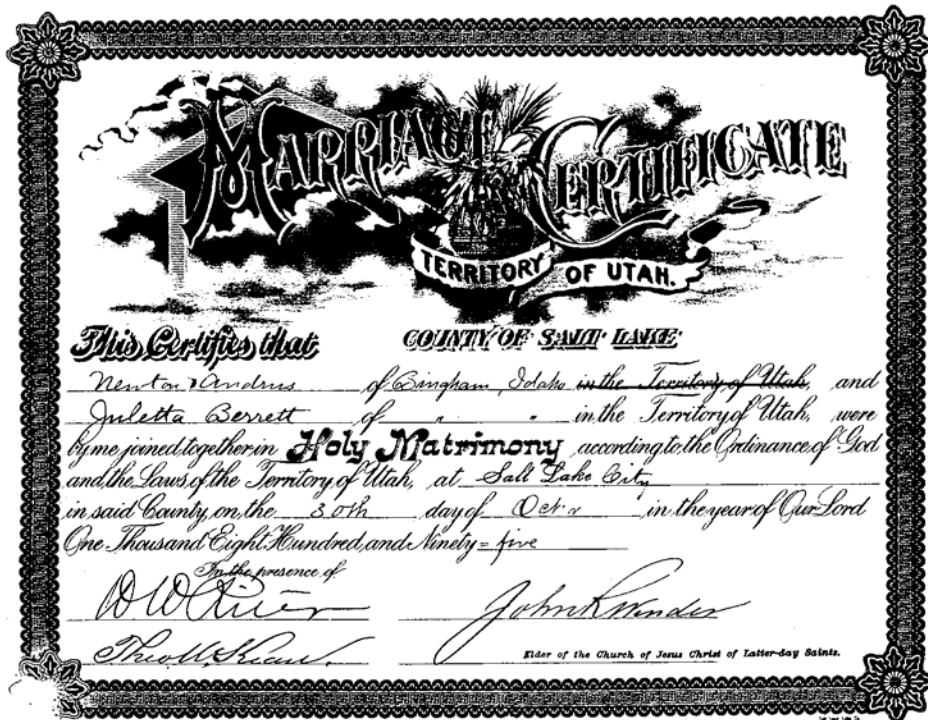 MARRIAGE CERTIFICATE
TERRITORY OF UTAH.
This Certifies that COUNTY OF SALT LAKE
Newton Andrus of Bingham, Idaho in the Territory of Utah, and
Juletta Berrett of " " in the Territory of Utah, were
by me joined together in Holy Matrimony according to the Ordinance of God
and the Laws of the Territory of Utah, at Salt Lake City
in said County, on the 30th day of Oct. in the year of Our Lord
One Thousand Eight Hundred and Ninety-five
In the presence of
John R Winder
Elder of the Church of Jesus Christ of Latter-day Saints.